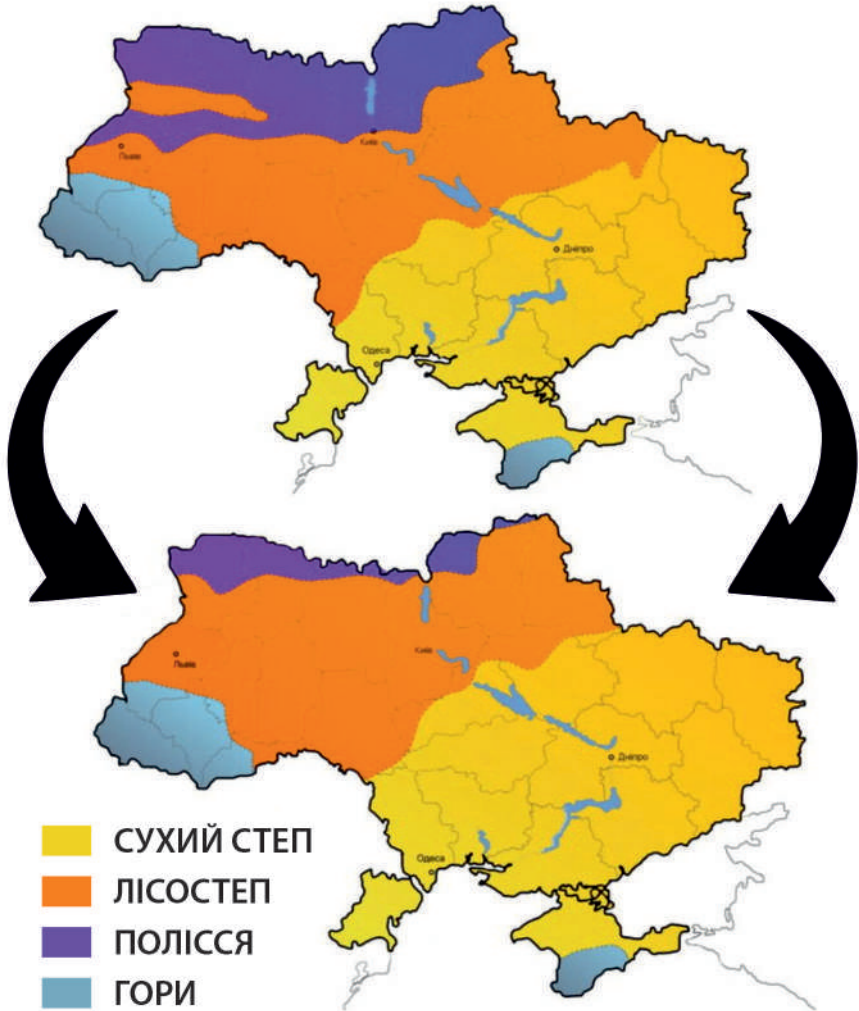 Київ
Львів
Дніпро
Одеса
Київ
Львів
Дніпро
Одеса
СУХИЙ СТЕП
ЛІСОСТЕП
ПОЛІССЯ
ГОРИ